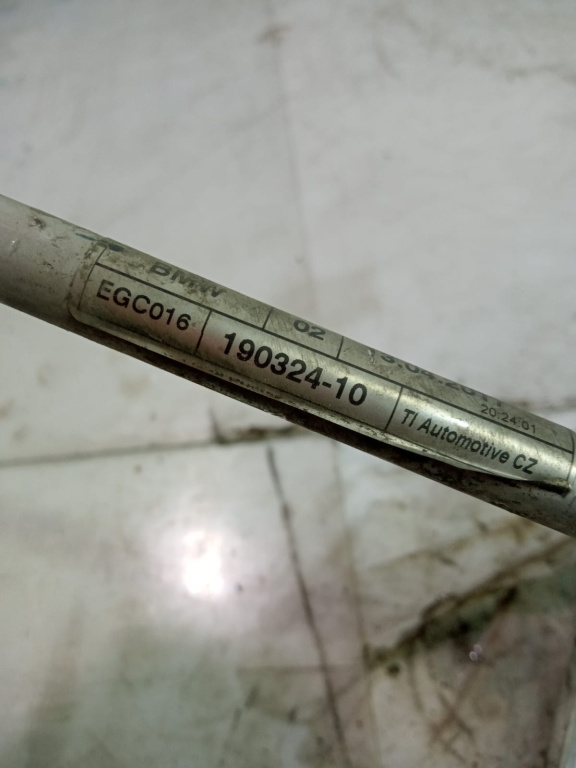 BMW 02
20:24:01
EGC016 190324-10 TI Automotive CZ